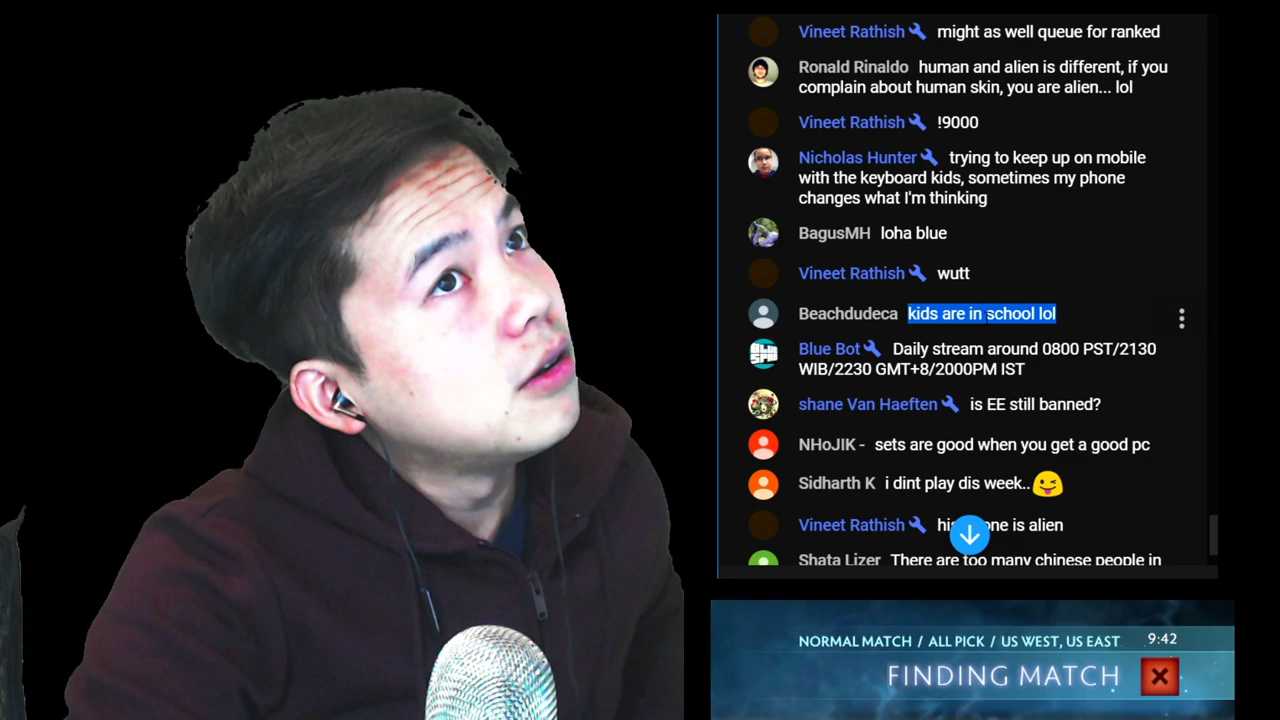 Vineet Rathish might as well queue for ranked
Ronald Rinaldo human and alien is different, if you
complain about human skin, you are alien... lol
Vineet Rathish !9000
Nicholas Hunter trying to keep up on mobile
with the keyboard kids, sometimes my phone
changes what I'm thinking
BagusMH loha blue
Vineet Rathish wutt
Beachdudeca kids are in school lol
Blue Bot Daily stream around 0800 PST/2130
WIB/2230 GMT+8/2000PM IST
shane Van Haeften is EE still banned?
NHoJIK - sets are good when you get a good pc
Sidharth K i dint play dis week..
Vineet Rathish one is alien
Shata Lizer There are too many chinese people in
NORMAL MATCH / ALL PICK / US WEST, US EAST 9:42
FINDING MATCH